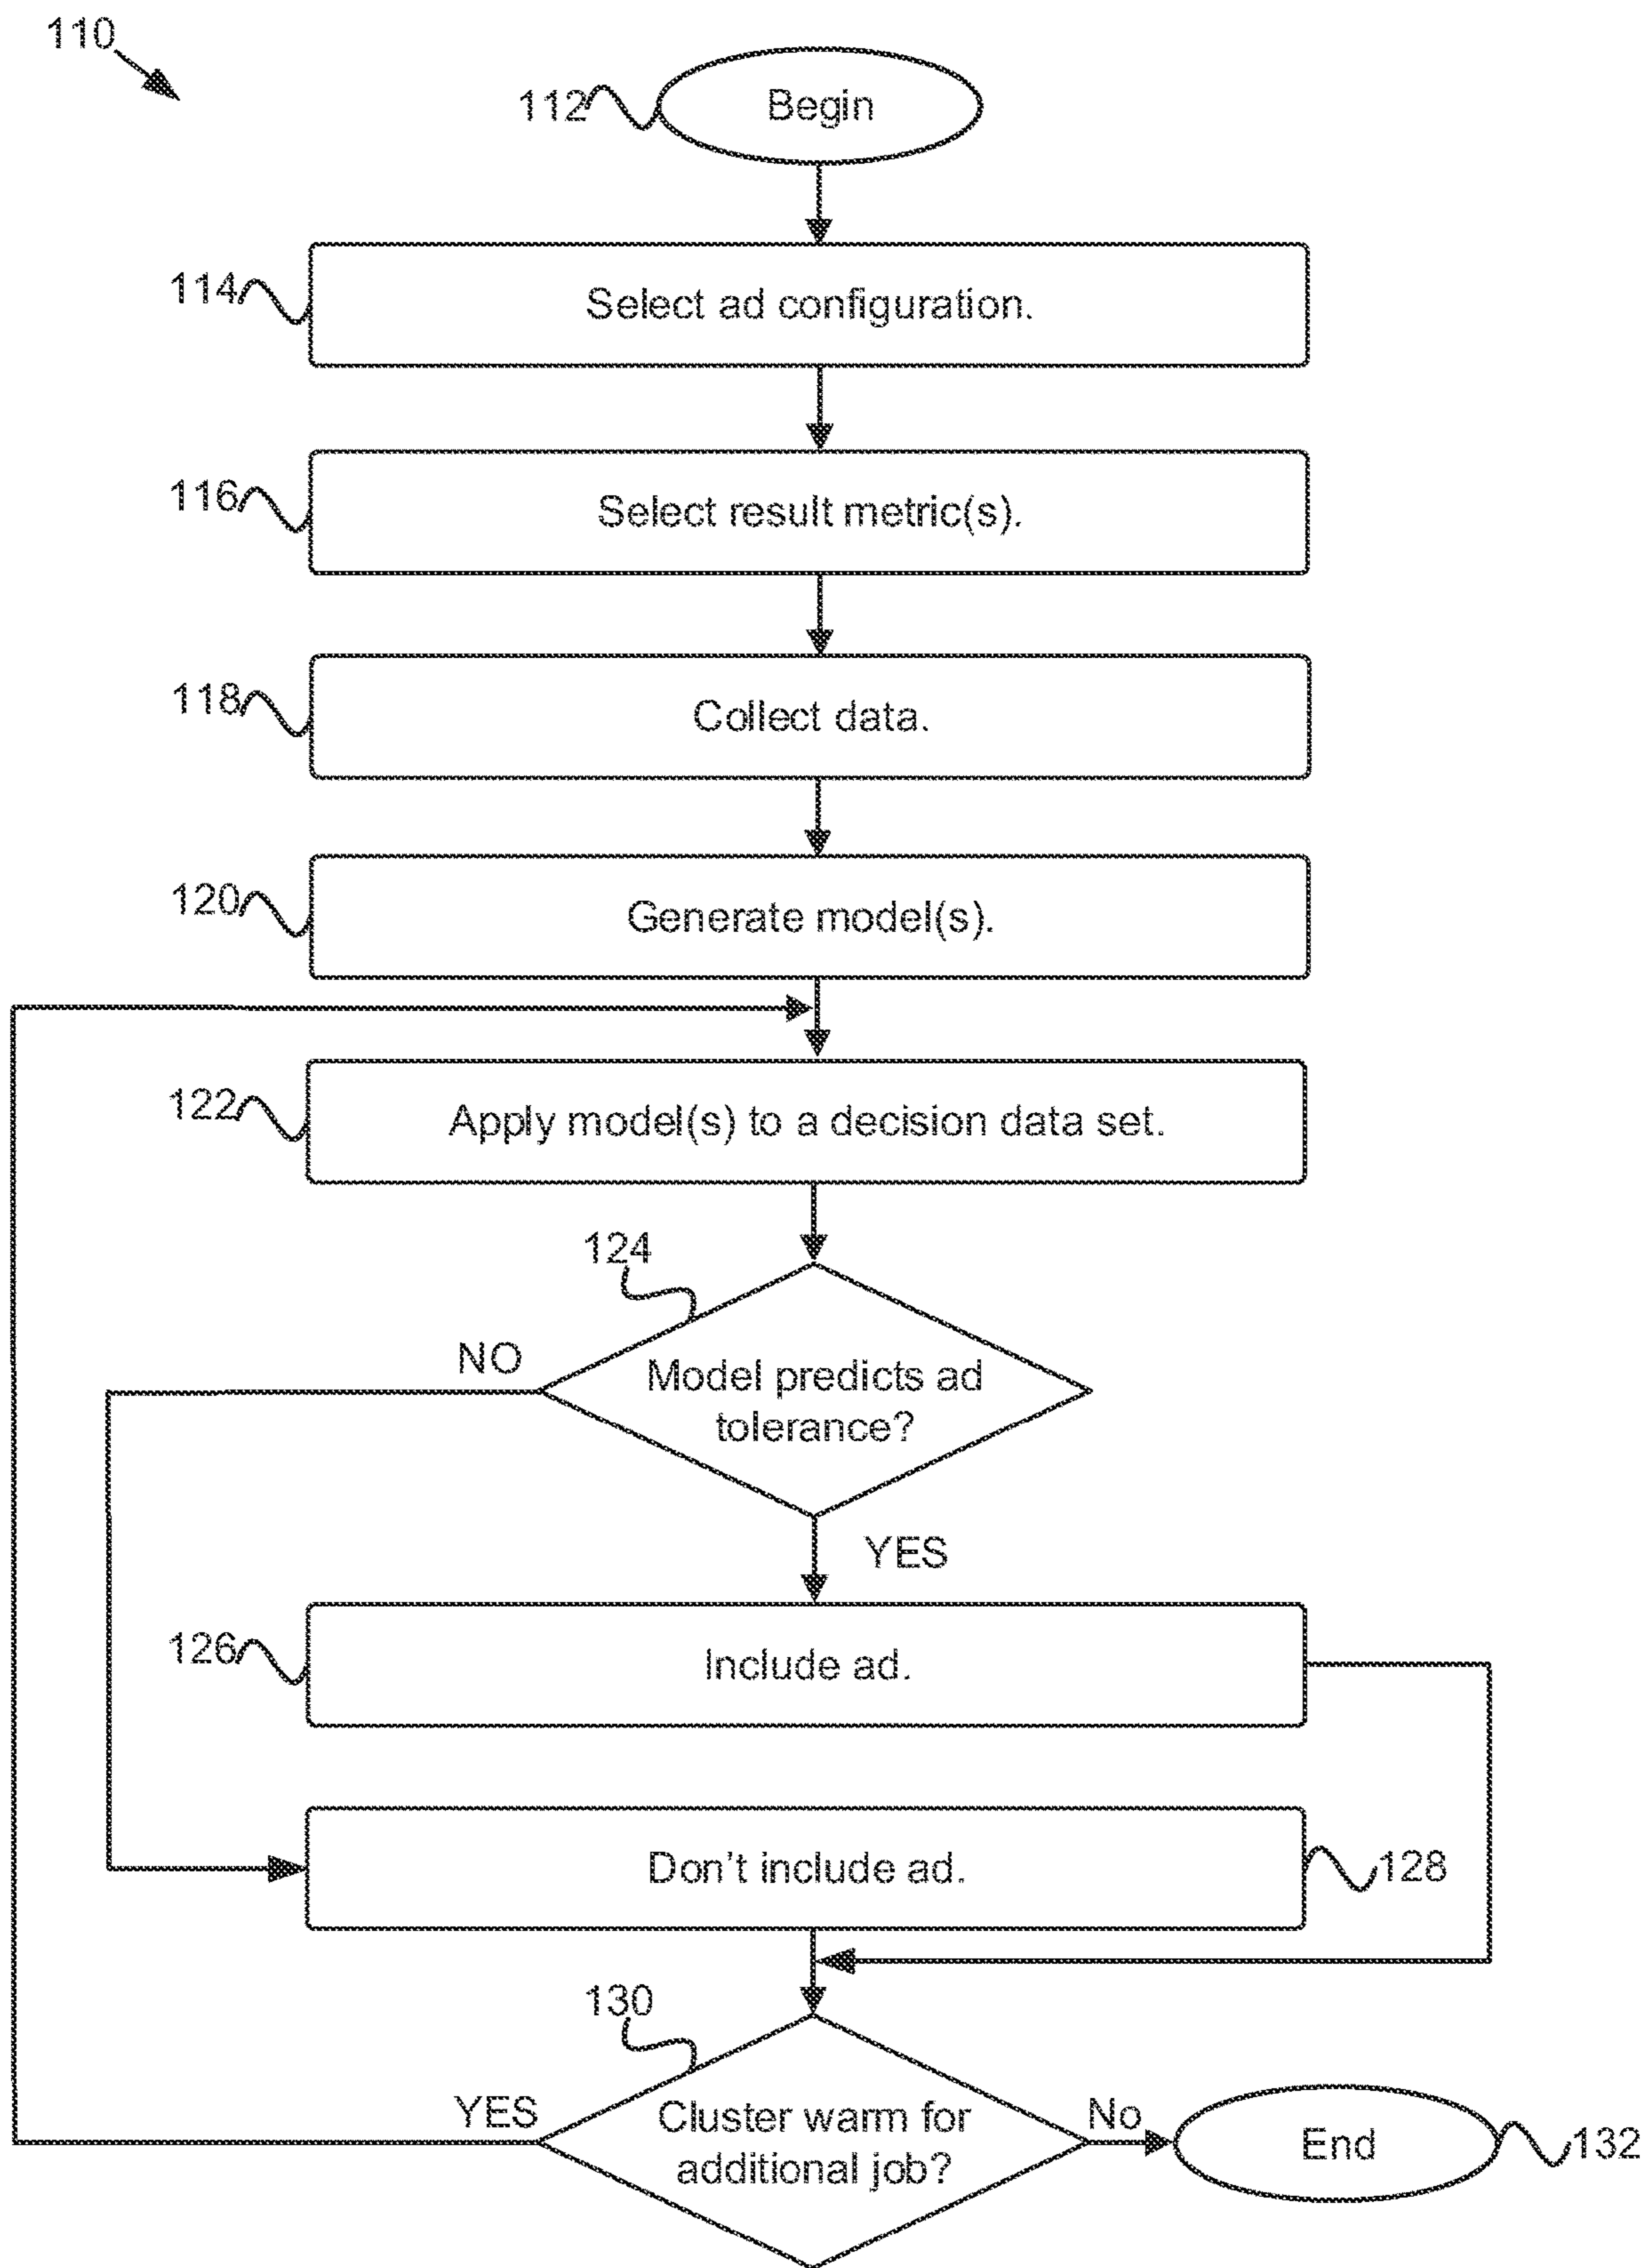 110
112
Begin
114
Select ad configuration.
116
Select result metric(s).
118
Collect data.
120
Generate model(s).
122
Apply model(s) to a decision data set.
124
NO
Model predicts ad
tolerance?
YES
126
Include ad.
Don't include ad.
128
130
YES
Cluster warm for
additional job?
No
End
132